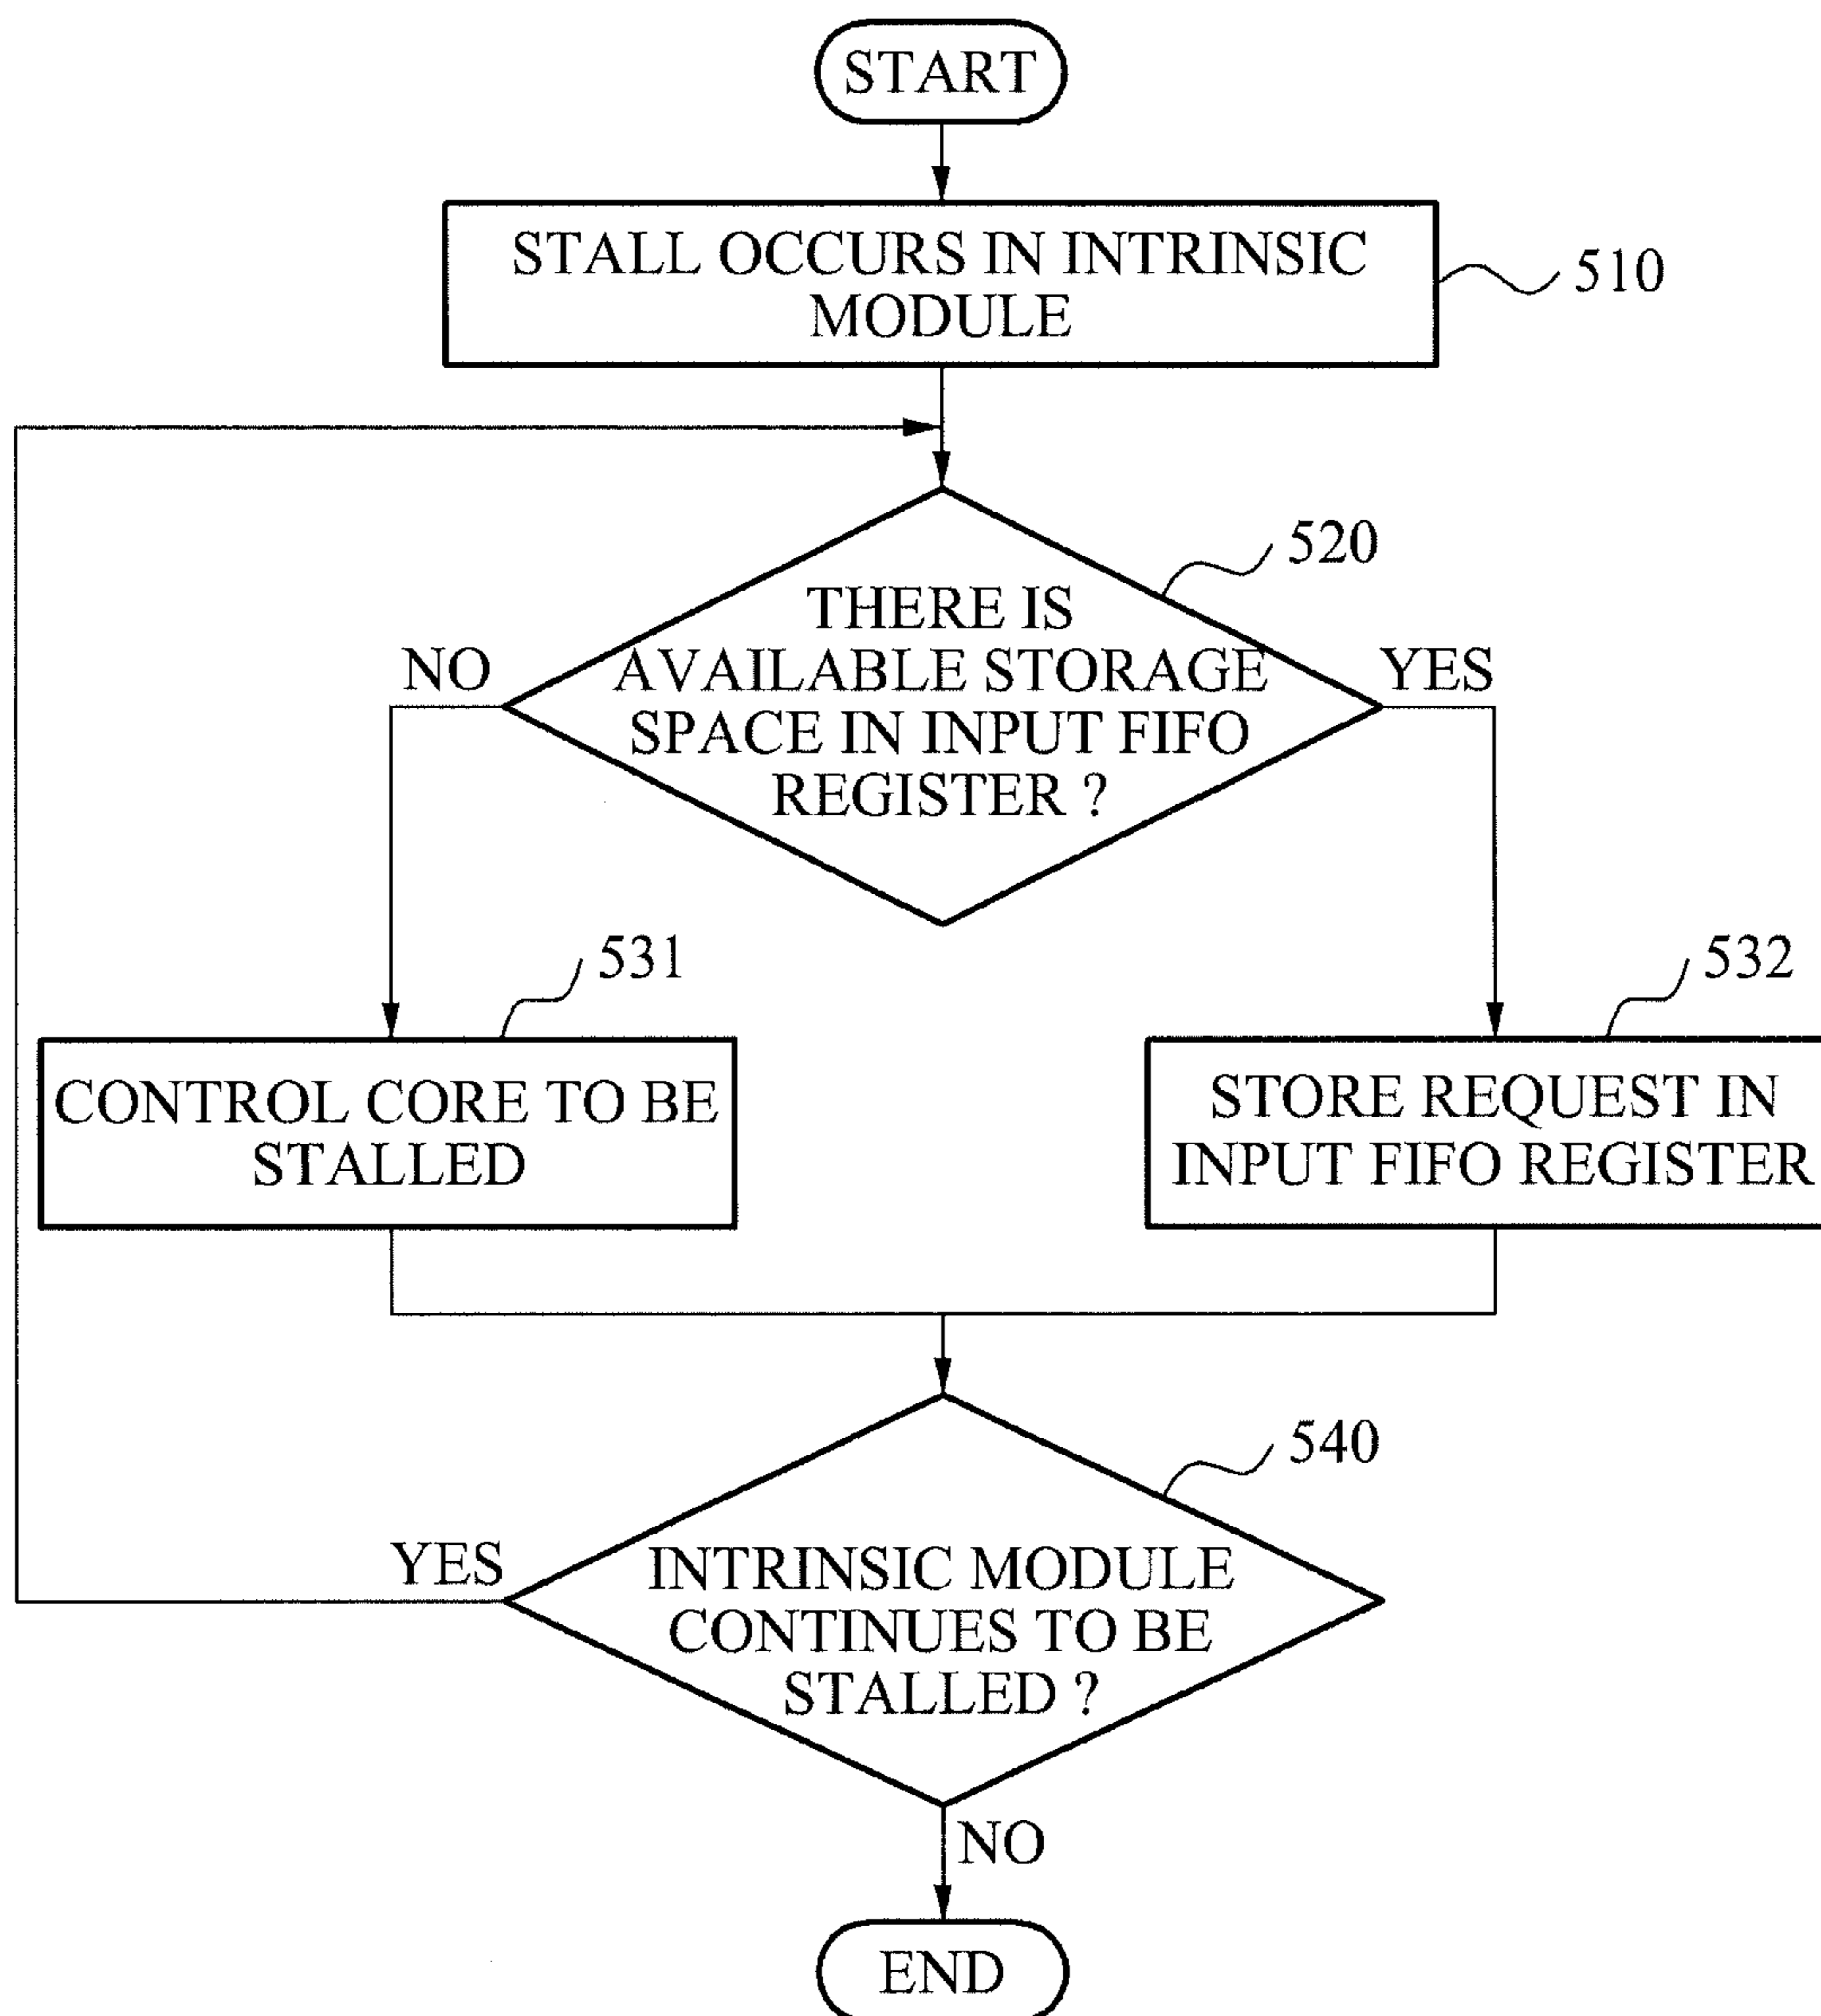 START
STALL OCCURS IN INTRINSIC
MODULE
510
520
THERE IS
AVAILABLE STORAGE
SPACE IN INPUT FIFO
REGISTER ?
NO
YES
531
532
CONTROL CORE TO BE
STALLED
STORE REQUEST IN
INPUT FIFO REGISTER
540
YES
INTRINSIC MODULE
CONTINUES TO BE
STALLED ?
NO
END